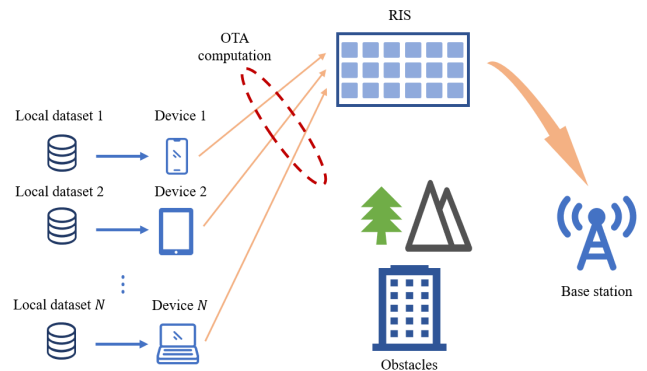 RIS
OTA
computation
Local dataset 1
Device 1
Local dataset 2
Device 2
Local dataset N
Device N
Base station
Obstacles